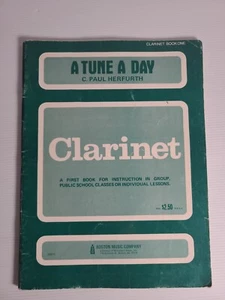 CLARINET BOOK ONE
A TUNE A DAY
C. PAUL HERFURTH
Clarinet
A FIRST BOOK FOR INSTRUCTION IN GROUP,
PUBLIC SCHOOL CLASSES OR INDIVIDUAL LESSONS.
12.50
BOSTON MUSIC COMPANY